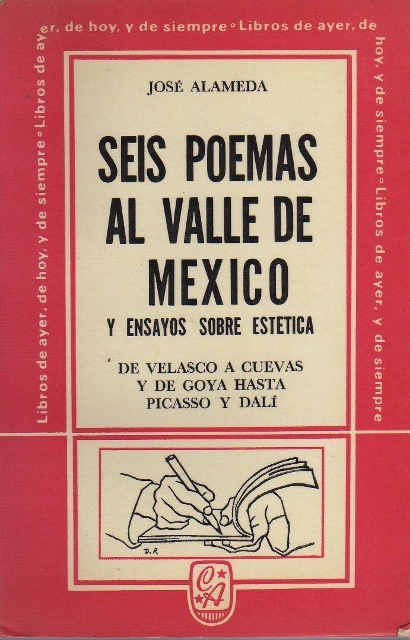 Libros de ayer, de hoy, y de siempre° Libros de ayer, de hoy, y de siempre° Libros de ayer, de hoy, y de siempre° Libros de ayer, y de siempre
JOSÉ ALAMEDA
SEIS POEMAS
AL VALLE DE
MEXICO
Y ENSAYOS SOBRE ESTETICA
DE VELASCO A CUEVAS
Y DE GOYA HASTA
PICASSO Y DALÍ
D.R
CA